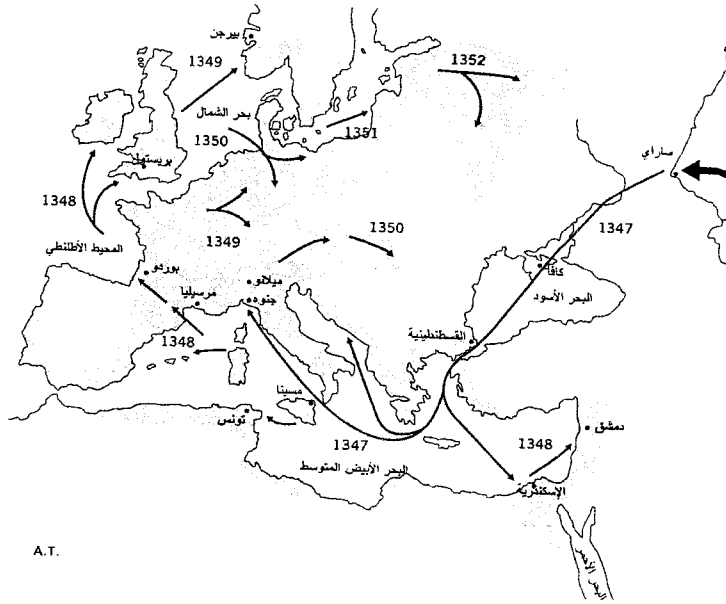 بيرجن
1349
1352
بحر الشمال
1350
1351
بريستول
صاراي
1348
1347
المحيط الأطلنطي
1349
1350
بوردو
ميلانو
كافا
البحر الأسود
مرسيليا
جنوه
1348
القسطنطينية
مسينا
تونس
دمشق
1347
1348
البحر الأبيض المتوسط
الإسكندرية
البحر الأحمر
A.T.